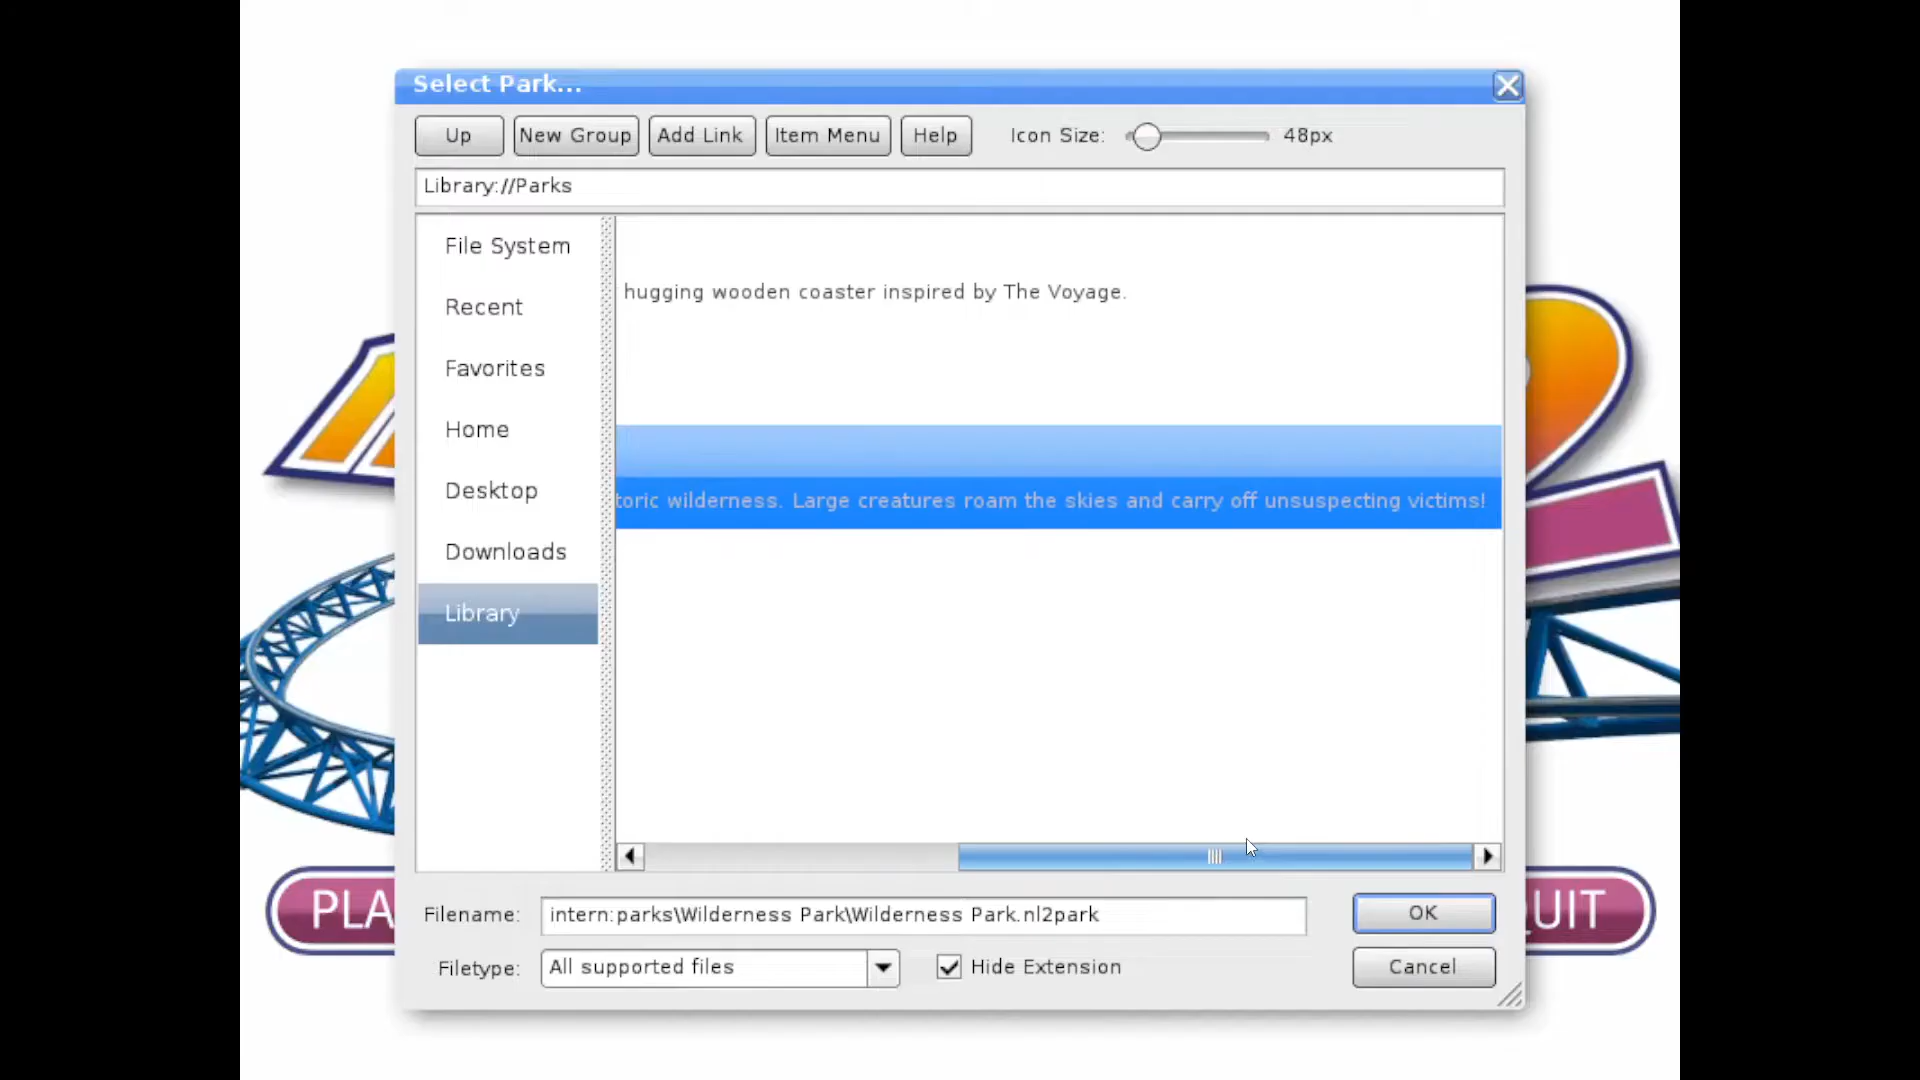 Select Park...
Up New Group Add Link Item Menu Help Icon Size: 48px
Library://Parks
File System
hugging wooden coaster inspired by The Voyage.
Recent
Favorites
Home
Desktop
wilderness. Large creatures roam the skies and carry off unsuspecting victims!
Downloads
Library
Filename: intern:parks\Wilderness Park\Wilderness Park.nl2park OK
Filetype: All supported files Hide Extension Cancel